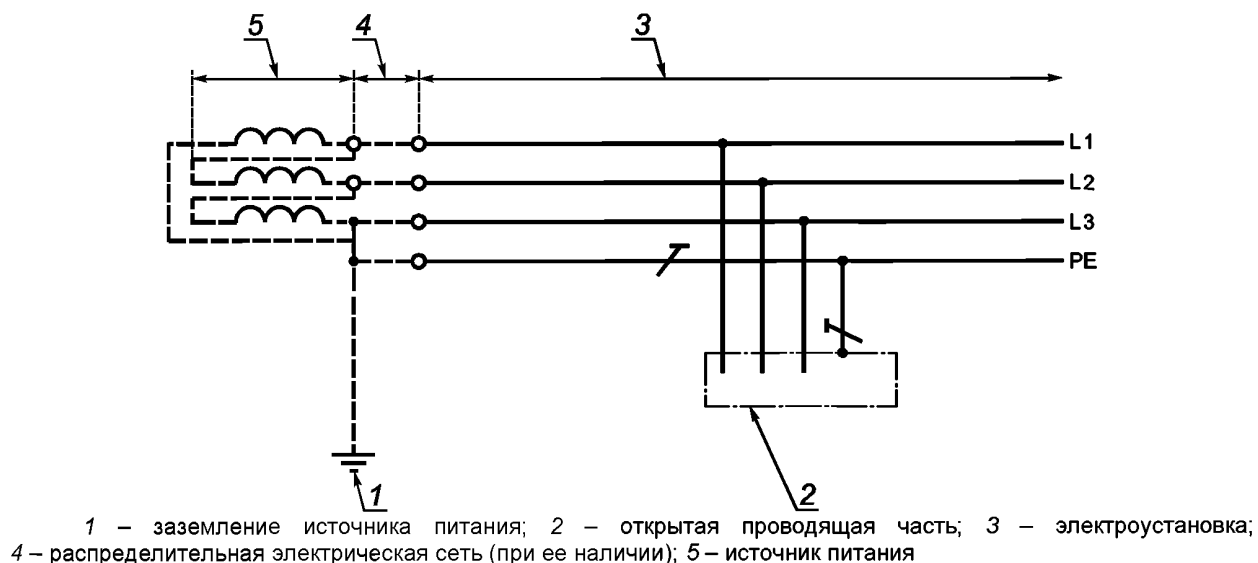 5 4 3
L1
L2
L3
PE
1 2
1 – заземление источника питания; 2 – открытая проводящая часть; 3 – электроустановка;
4 – распределительная электрическая сеть (при ее наличии); 5 – источник питания